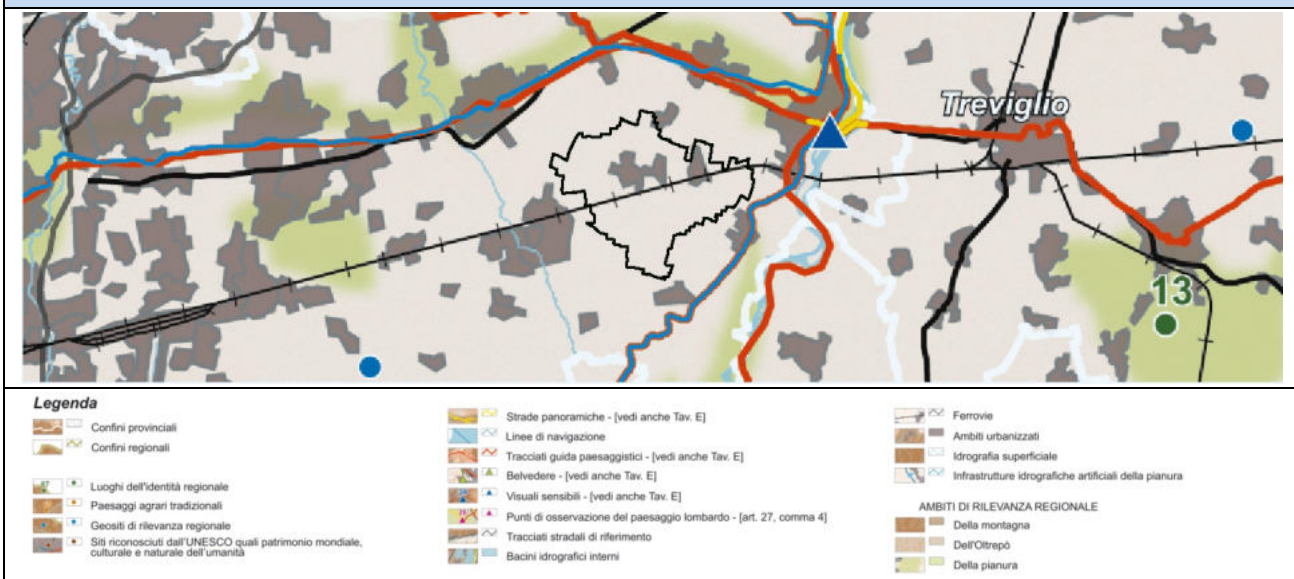 Treviglio
13
Legenda
Confini provinciali
Confini regionali
Luoghi dell'identità regionale
Paesaggi agrari tradizionali
Geositi di rilevanza regionale
Siti riconosciuti dall'UNESCO quali patrimonio mondiale,
culturale e naturale dell'umanità
Strade panoramiche - [vedi anche Tav. E]
Linee di navigazione
Tracciati guida paesaggistici - [vedi anche Tav. E]
Belvedere - [vedi anche Tav. E]
Visuali sensibili - [vedi anche Tav. E]
Punti di osservazione del paesaggio lombardo - [art. 27, comma 4]
Tracciati stradali di riferimento
Bacini idrografici interni
Ferrovie
Ambiti urbanizzati
Idrografia superficiale
Infrastrutture idrografiche artificiali della pianura
AMBITI DI RILEVANZA REGIONALE
Della montagna
Dell'Oltrepò
Della pianura